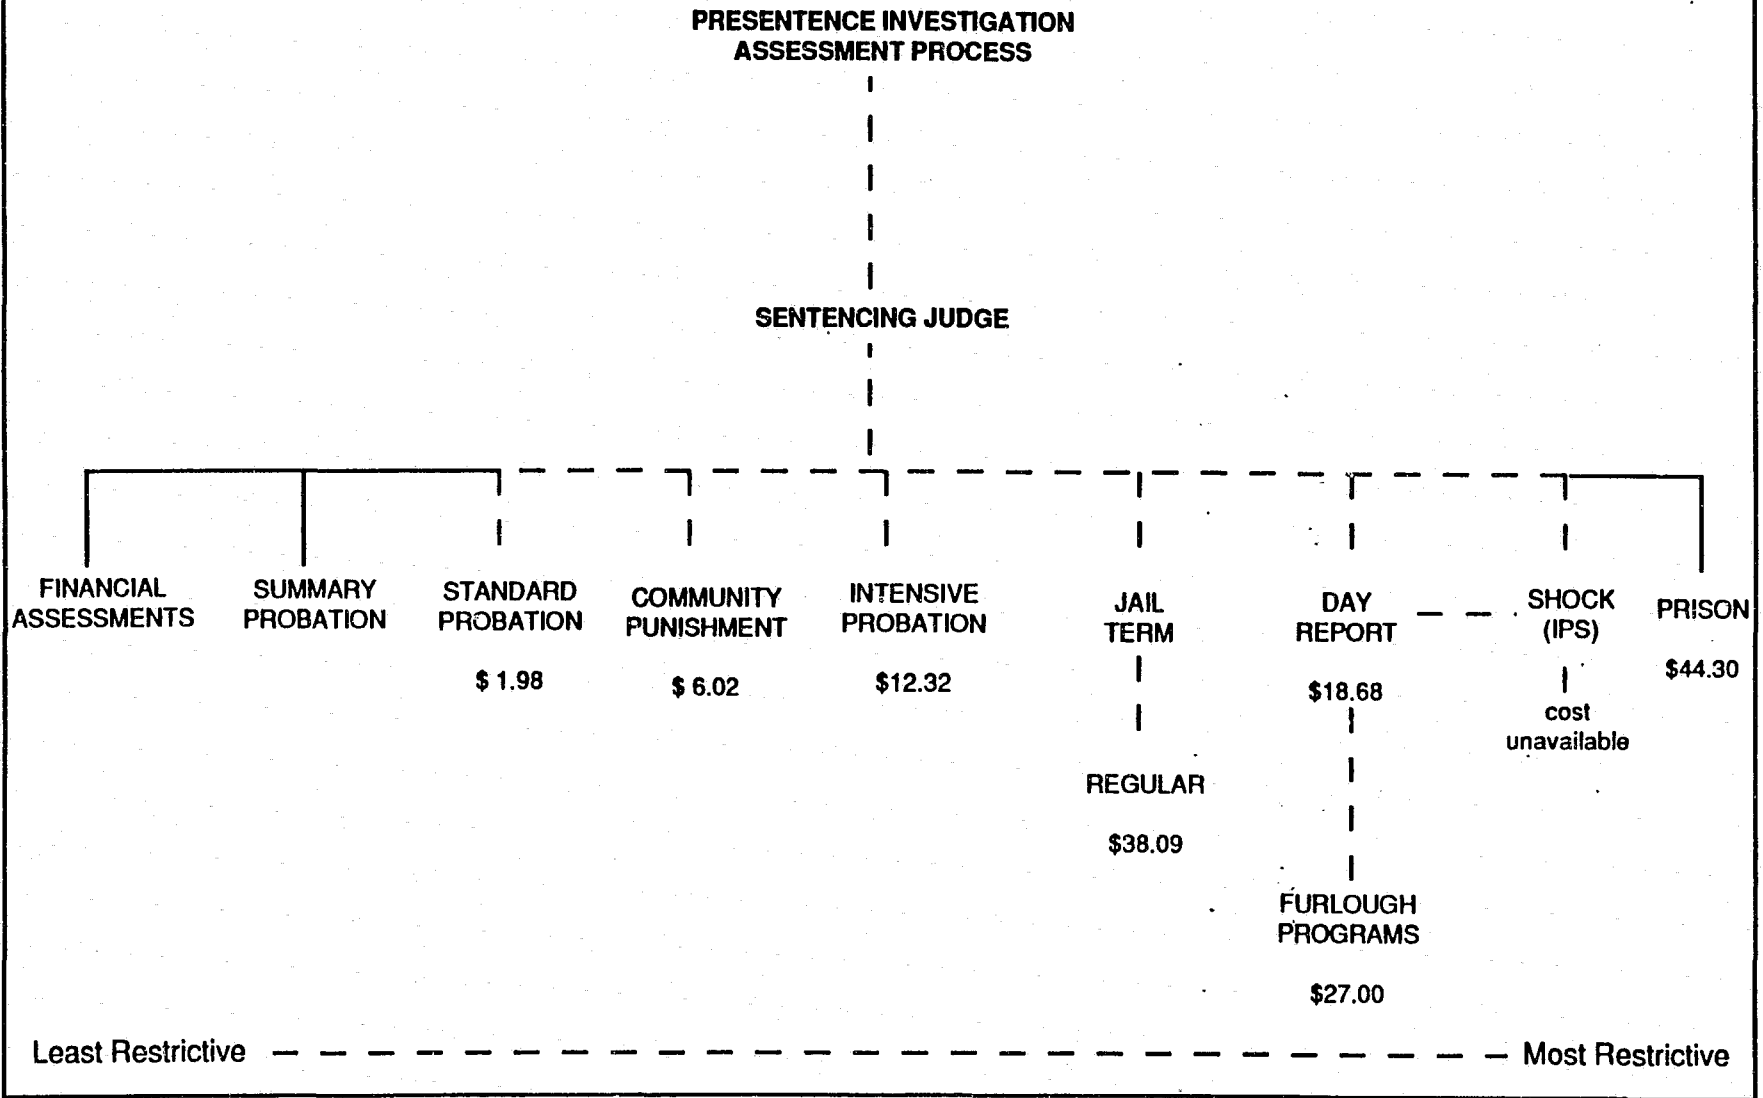 PRESENTENCE INVESTIGATION
ASSESSMENT PROCESS
SENTENCING JUDGE
FINANCIAL
ASSESSMENTS
SUMMARY
PROBATION
STANDARD
PROBATION
$ 1.98
COMMUNITY
PUNISHMENT
$ 6.02
INTENSIVE
PROBATION
$12.32
JAIL
TERM
REGULAR
$38.09
DAY
REPORT
$18.68
FURLOUGH
PROGRAMS
$27.00
SHOCK
(IPS)
cost
unavailable
PRISON
$44.30
Least Restrictive
Most Restrictive